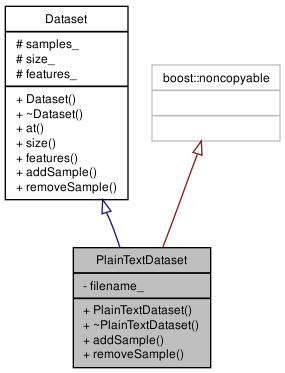 Dataset
# samples_
# size_
# features_
+ Dataset()
+ ~Dataset()
+ at()
+ size()
+ features()
+ addSample()
+ removeSample()
boost::noncopyable
PlainTextDataset
- filename_
+ PlainTextDataset()
+ ~PlainTextDataset()
+ addSample()
+ removeSample()